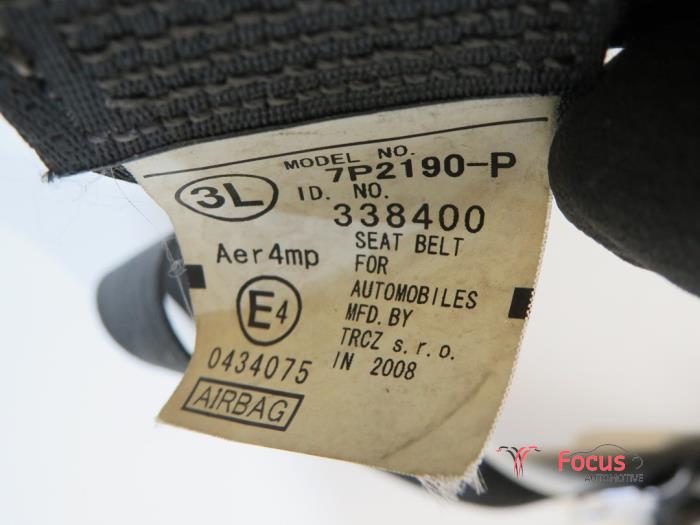 MODEL NO.
3L 7P2190-P
ID. NO.
338400
Aer4mp SEAT BELT
FOR
E4 AUTOMOBILES
MFD. BY
0434075 TRCZ s.r.o.
IN 2008
AIRBAG
Focus
AUTOMOTIVE